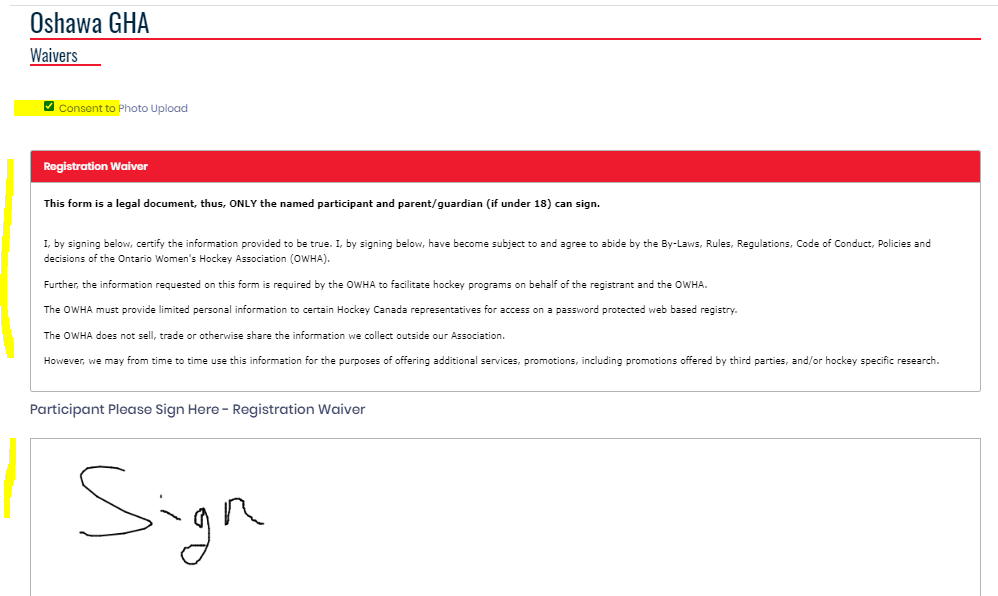 Oshawa GHA
Waivers
Consent to Photo Upload
Registration Waiver
This form is a legal document, thus, ONLY the named participant and parent/guardian (if under 18) can sign.
I, by signing below, certify the information provided to be true. I, by signing below, have become subject to and agree to abide by the By-Laws, Rules, Regulations, Code of Conduct, Policies and
decisions of the Ontario Women's Hockey Association (OWHA).
Further, the information requested on this form is required by the OWHA to facilitate hockey programs on behalf of the registrant and the OWHA.
The OWHA must provide limited personal information to certain Hockey Canada representatives for access on a password protected web based registry.
The OWHA does not sell, trade or otherwise share the information we collect outside our Association.
However, we may from time to time use this information for the purposes of offering additional services, promotions, including promotions offered by third parties, and/or hockey specific research.
Participant Please Sign Here - Registration Waiver
Sign